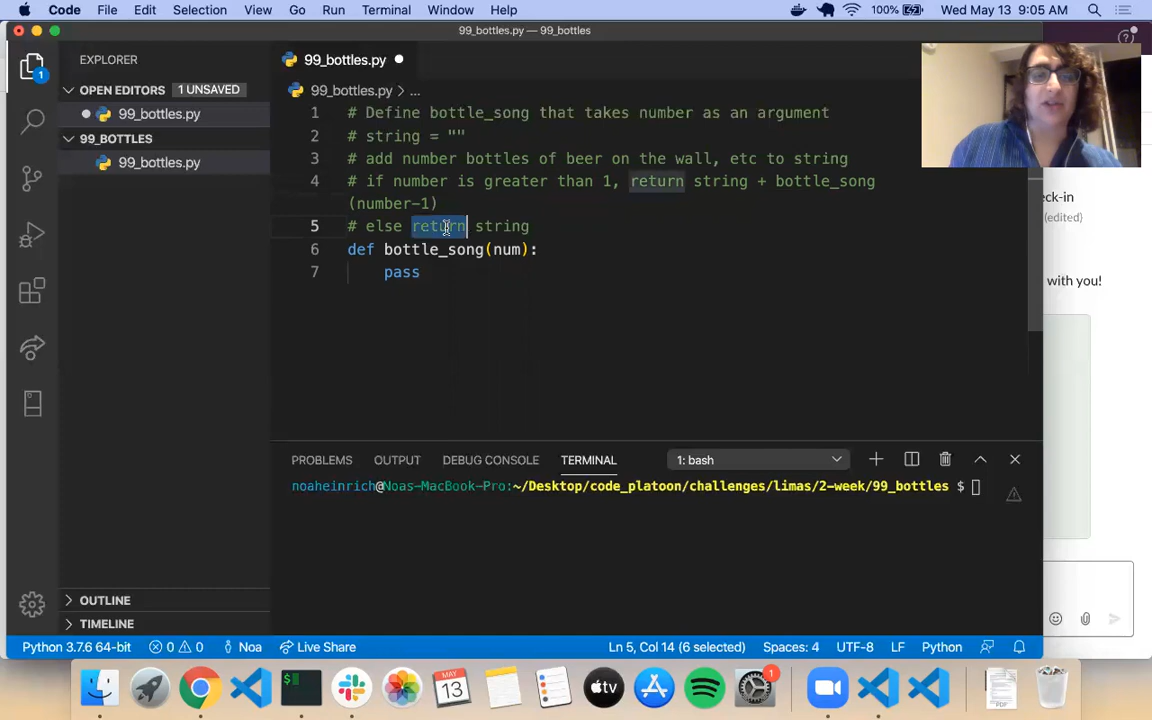 Code File Edit Selection View Go Run Terminal Window Help 100% Wed May 13 9:05 AM
99_bottles.py — 99_bottles
EXPLORER
OPEN EDITORS 1 UNSAVED
99_bottles.py
99_BOTTLES
99_bottles.py
OUTLINE
TIMELINE
1
99_bottles.py
99_bottles.py > ...
1 # Define bottle_song that takes number as an argument
2 # string = ""
3 # add number bottles of beer on the wall, etc to string
4 # if number is greater than 1, return string + bottle_song
(number-1)
5 # else return string
6 def bottle_song(num):
7 pass
PROBLEMS OUTPUT DEBUG CONSOLE TERMINAL 1: bash
noaheinrich@Noas-MacBook-Pro:~/Desktop/code_platoon/challenges/limas/2-week/99_bottles $
eck-in
(edited)
with you!
Python 3.7.6 64-bit 0 0 Noa Live Share Ln 5, Col 14 (6 selected) Spaces: 4 UTF-8 LF Python
MAY
13
tv
1
PDF